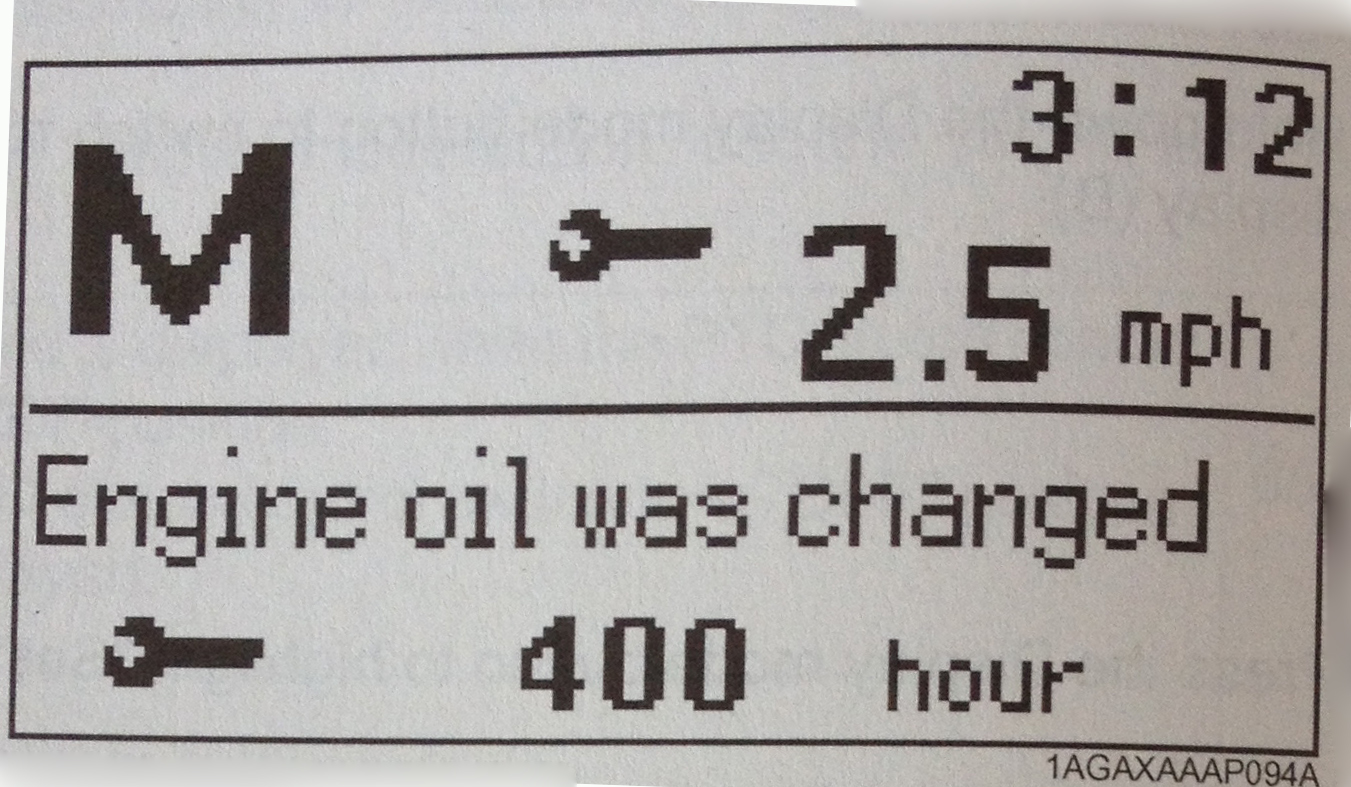 3:12
M 2.5 mph
Engine oil was changed
400 hour
1AGAXAAAP094A